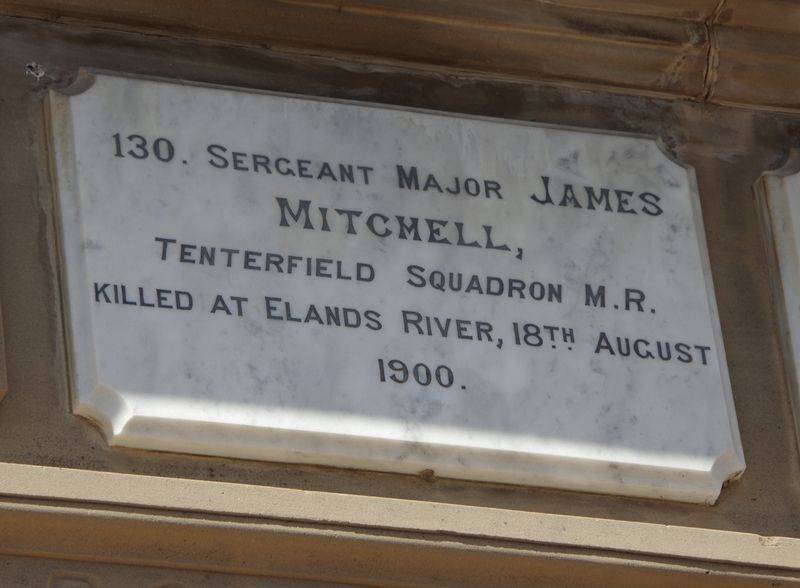 130. SERGEANT MAJOR JAMES
MITCHELL,
TENTERFIELD SQUADRON M.R.
KILLED AT ELANDS RIVER, 18TH AUGUST
1900.